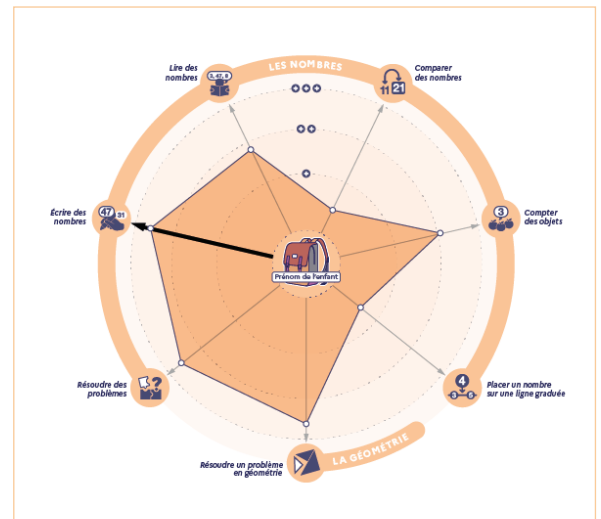 LES NOMBRES
Lire des
nombres
5, 47, 8
Comparer
des nombres
11 21
Écrire des
nombres
47 31
3
Compter
des objets
Prénom de l'enfant
Résoudre des
problèmes
?
4
3 5
Placer un nombre
sur une ligne graduée
Résoudre un problème
en géométrie
LA GÉOMÉTRIE